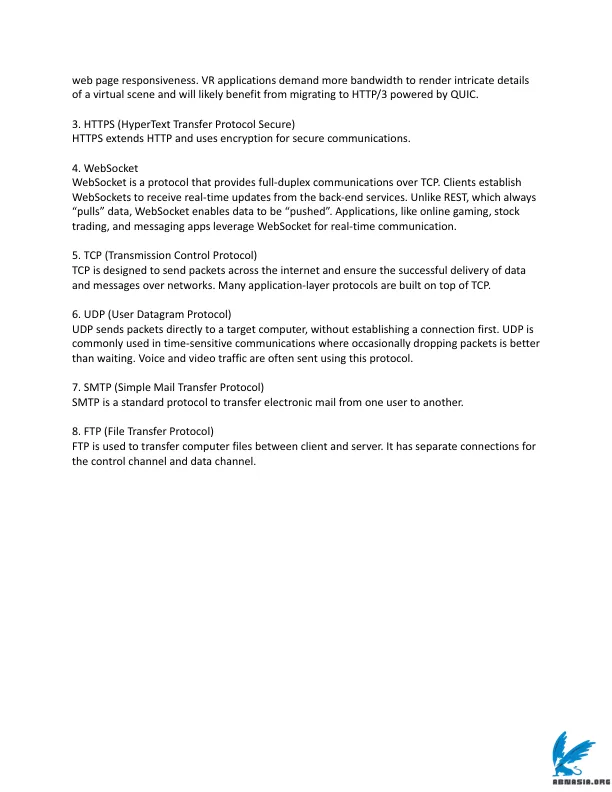 web page responsiveness. VR applications demand more bandwidth to render intricate details
of a virtual scene and will likely benefit from migrating to HTTP/3 powered by QUIC.
3. HTTPS (HyperText Transfer Protocol Secure)
HTTPS extends HTTP and uses encryption for secure communications.
4. WebSocket
WebSocket is a protocol that provides full-duplex communications over TCP. Clients establish
WebSockets to receive real-time updates from the back-end services. Unlike REST, which always
“pulls” data, WebSocket enables data to be “pushed”. Applications, like online gaming, stock
trading, and messaging apps leverage WebSocket for real-time communication.
5. TCP (Transmission Control Protocol)
TCP is designed to send packets across the internet and ensure the successful delivery of data
and messages over networks. Many application-layer protocols are built on top of TCP.
6. UDP (User Datagram Protocol)
UDP sends packets directly to a target computer, without establishing a connection first. UDP is
commonly used in time-sensitive communications where occasionally dropping packets is better
than waiting. Voice and video traffic are often sent using this protocol.
7. SMTP (Simple Mail Transfer Protocol)
SMTP is a standard protocol to transfer electronic mail from one user to another.
8. FTP (File Transfer Protocol)
FTP is used to transfer computer files between client and server. It has separate connections for
the control channel and data channel.
ABNASIA.ORG